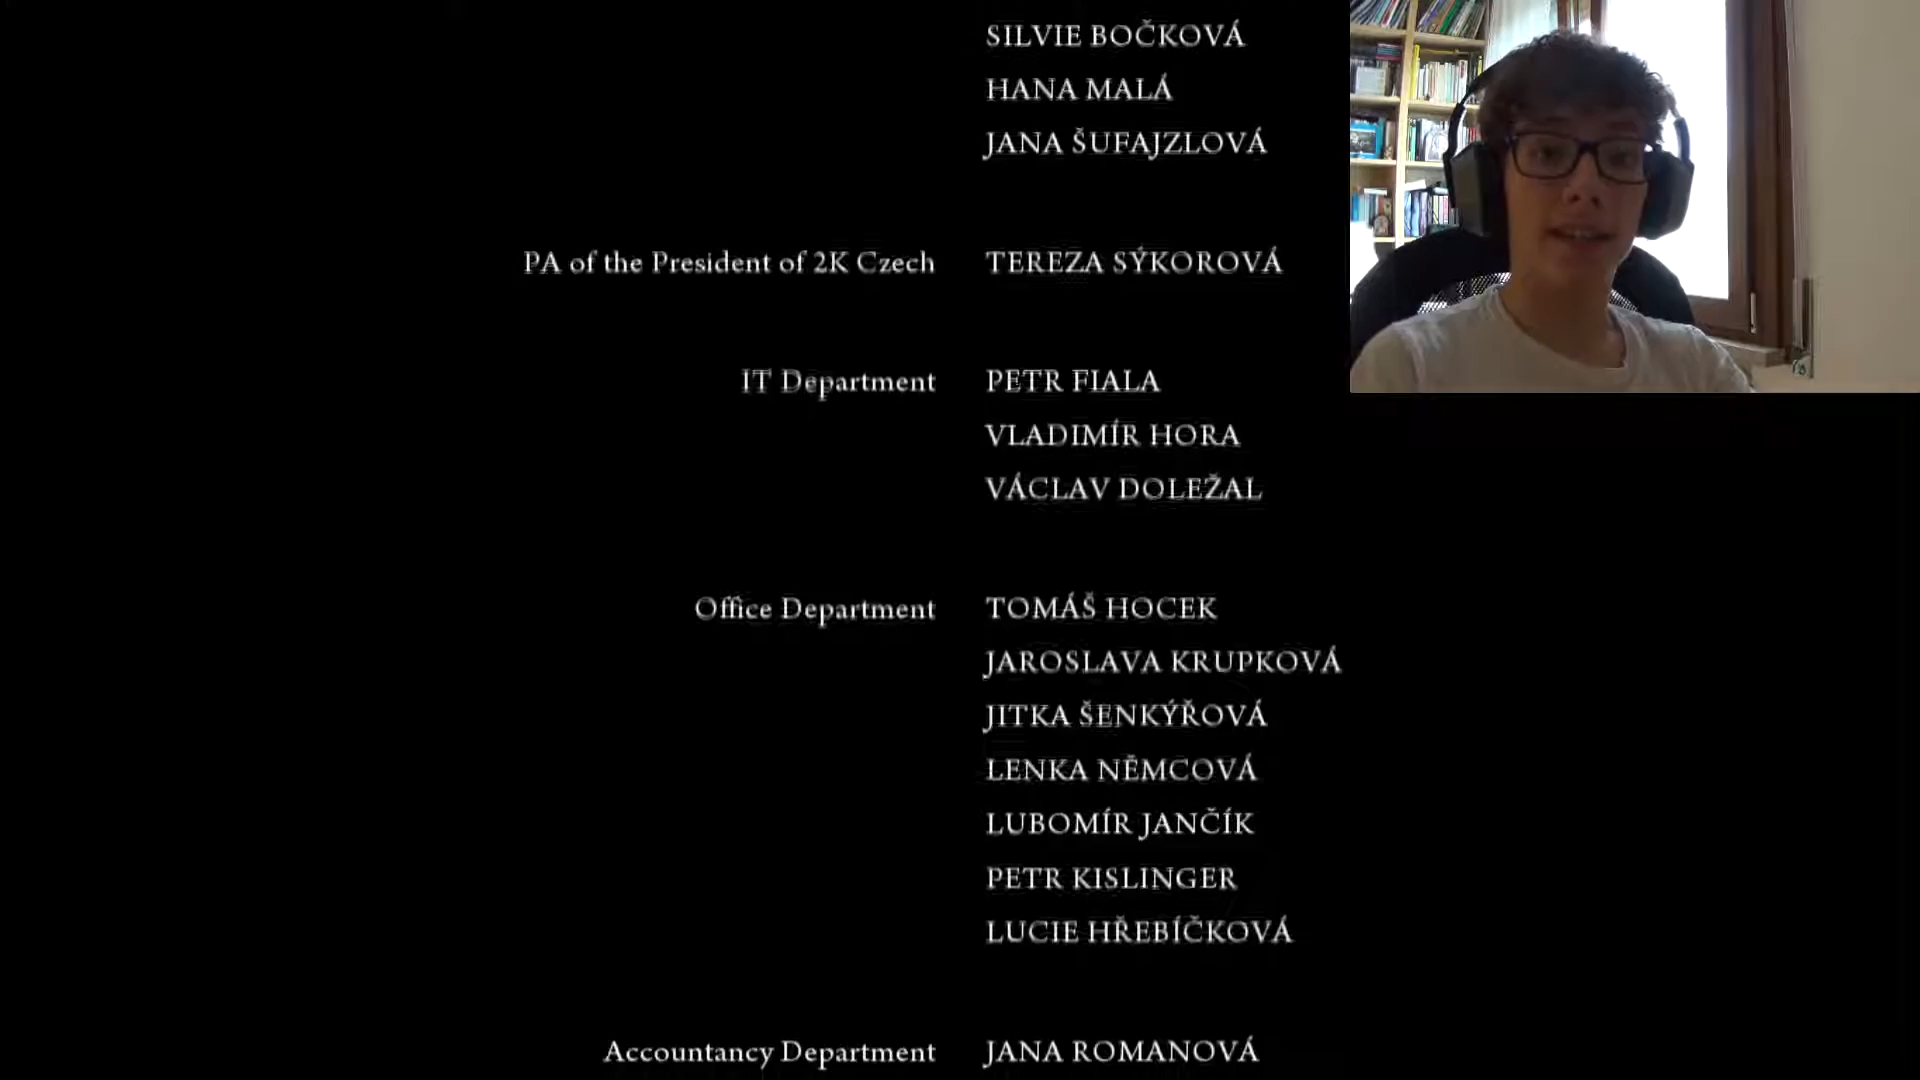 SILVIE BOČKOVÁ
HANA MALÁ
JANA ŠUFAJZLOVÁ
PA of the President of 2K Czech TEREZA SÝKOROVÁ
IT Department PETR FIALA
VLADIMÍR HORA
VÁCLAV DOLEŽAL
Office Department TOMÁŠ HOCEK
JAROSLAVA KRUPKOVÁ
JITKA ŠENKÝŘOVÁ
LENKA NĚMCOVÁ
LUBOMÍR JANČÍK
PETR KISLINGER
LUCIE HŘEBÍČKOVÁ
Accountancy Department JANA ROMANOVÁ